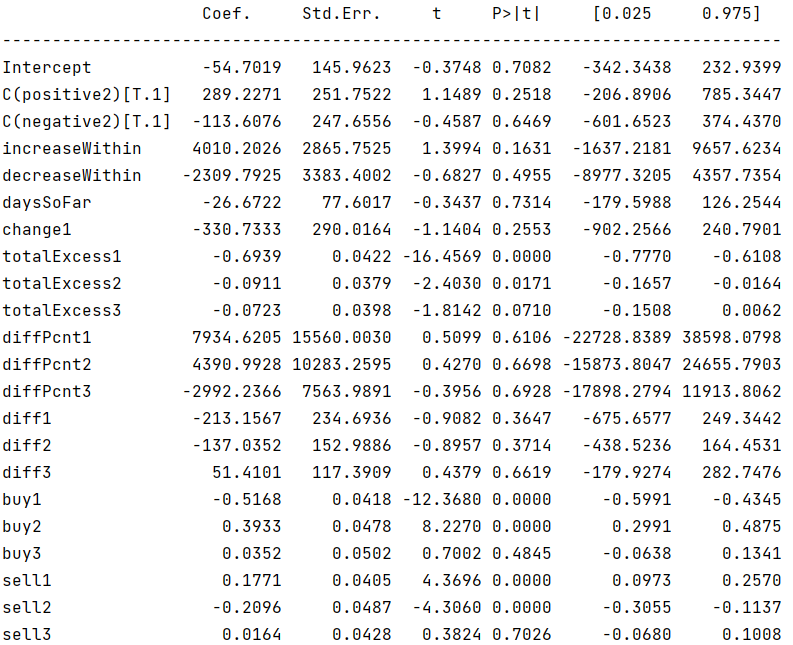 Coef. Std.Err. t P>|t| [0.025 0.975]
--------------------------------------------------------------------------------
Intercept -54.7019 145.9623 -0.3748 0.7082 -342.3438 232.9399
C(positive2)[T.1] 289.2271 251.7522 1.1489 0.2518 -206.8906 785.3447
C(negative2)[T.1] -113.6076 247.6556 -0.4587 0.6469 -601.6523 374.4370
increaseWithin 4010.2026 2865.7525 1.3994 0.1631 -1637.2181 9657.6234
decreaseWithin -2309.7925 3383.4002 -0.6827 0.4955 -8977.3205 4357.7354
daysSoFar -26.6722 77.6017 -0.3437 0.7314 -179.5988 126.2544
change1 -330.7333 290.0164 -1.1404 0.2553 -902.2566 240.7901
totalExcess1 -0.6939 0.0422 -16.4569 0.0000 -0.7770 -0.6108
totalExcess2 -0.0911 0.0379 -2.4030 0.0171 -0.1657 -0.0164
totalExcess3 -0.0723 0.0398 -1.8142 0.0710 -0.1508 0.0062
diffPcnt1 7934.6205 15560.0030 0.5099 0.6106 -22728.8389 38598.0798
diffPcnt2 4390.9928 10283.2595 0.4270 0.6698 -15873.8047 24655.7903
diffPcnt3 -2992.2366 7563.9891 -0.3956 0.6928 -17898.2794 11913.8062
diff1 -213.1567 234.6936 -0.9082 0.3647 -675.6577 249.3442
diff2 -137.0352 152.9886 -0.8957 0.3714 -438.5236 164.4531
diff3 51.4101 117.3909 0.4379 0.6619 -179.9274 282.7476
buy1 -0.5168 0.0418 -12.3680 0.0000 -0.5991 -0.4345
buy2 0.3933 0.0478 8.2270 0.0000 0.2991 0.4875
buy3 0.0352 0.0502 0.7002 0.4845 -0.0638 0.1341
sell1 0.1771 0.0405 4.3696 0.0000 0.0973 0.2570
sell2 -0.2096 0.0487 -4.3060 0.0000 -0.3055 -0.1137
sell3 0.0164 0.0428 0.3824 0.7026 -0.0680 0.1008